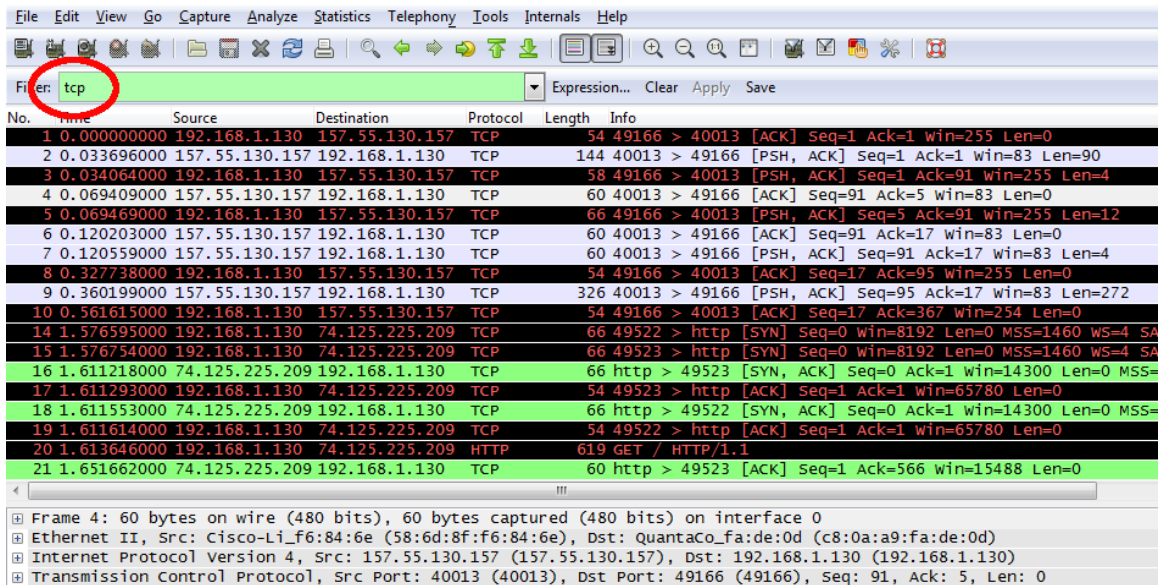 File Edit View Go Capture Analyze Statistics Telephony Tools Internals Help
Filter: tcp Expression... Clear Apply Save
No. Time Source Destination Protocol Length Info
1 0.000000000 192.168.1.130 157.55.130.157 TCP 54 49166 > 40013 [ACK] Seq=1 Ack=1 Win=255 Len=0
2 0.033696000 157.55.130.157 192.168.1.130 TCP 144 40013 > 49166 [PSH, ACK] Seq=1 Ack=1 Win=83 Len=90
3 0.034064000 192.168.1.130 157.55.130.157 TCP 58 49166 > 40013 [PSH, ACK] Seq=1 Ack=91 Win=255 Len=4
4 0.069409000 157.55.130.157 192.168.1.130 TCP 60 40013 > 49166 [ACK] Seq=91 Ack=5 Win=83 Len=0
5 0.069469000 192.168.1.130 157.55.130.157 TCP 66 49166 > 40013 [PSH, ACK] Seq=5 Ack=91 Win=255 Len=12
6 0.120203000 157.55.130.157 192.168.1.130 TCP 60 40013 > 49166 [ACK] Seq=91 Ack=17 Win=83 Len=0
7 0.120559000 157.55.130.157 192.168.1.130 TCP 60 40013 > 49166 [PSH, ACK] Seq=91 Ack=17 Win=83 Len=4
8 0.327738000 192.168.1.130 157.55.130.157 TCP 54 49166 > 40013 [ACK] Seq=17 Ack=95 Win=255 Len=0
9 0.360199000 157.55.130.157 192.168.1.130 TCP 326 40013 > 49166 [PSH, ACK] Seq=95 Ack=17 Win=83 Len=272
10 0.561615000 192.168.1.130 157.55.130.157 TCP 54 49166 > 40013 [ACK] Seq=17 Ack=367 Win=254 Len=0
14 1.576595000 192.168.1.130 74.125.225.209 TCP 66 49522 > http [SYN] Seq=0 Win=8192 Len=0 MSS=1460 WS=4 SA
15 1.576754000 192.168.1.130 74.125.225.209 TCP 66 49523 > http [SYN] Seq=0 Win=8192 Len=0 MSS=1460 WS=4 SA
16 1.611218000 74.125.225.209 192.168.1.130 TCP 66 http > 49523 [SYN, ACK] Seq=0 Ack=1 Win=14300 Len=0 MSS=
17 1.611293000 192.168.1.130 74.125.225.209 TCP 54 49523 > http [ACK] Seq=1 Ack=1 Win=65780 Len=0
18 1.611553000 74.125.225.209 192.168.1.130 TCP 66 http > 49522 [SYN, ACK] Seq=0 Ack=1 Win=14300 Len=0 MSS=
19 1.611614000 192.168.1.130 74.125.225.209 TCP 54 49522 > http [ACK] Seq=1 Ack=1 Win=65780 Len=0
20 1.613646000 192.168.1.130 74.125.225.209 HTTP 619 GET / HTTP/1.1
21 1.651662000 74.125.225.209 192.168.1.130 TCP 60 http > 49523 [ACK] Seq=1 Ack=566 Win=15488 Len=0
Frame 4: 60 bytes on wire (480 bits), 60 bytes captured (480 bits) on interface 0
Ethernet II, Src: Cisco-Li_f6:84:6e (58:6d:8f:f6:84:6e), Dst: QuantaCo_fa:de:0d (c8:0a:a9:fa:de:0d)
Internet Protocol Version 4, Src: 157.55.130.157 (157.55.130.157), Dst: 192.168.1.130 (192.168.1.130)
Transmission Control Protocol, Src Port: 40013 (40013), Dst Port: 49166 (49166), Seq: 91, Ack: 5, Len: 0